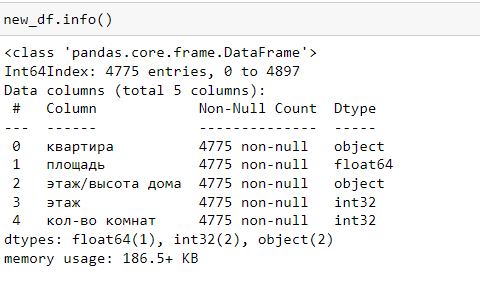 new_df.info()
<class 'pandas.core.frame.DataFrame'>
Int64Index: 4775 entries, 0 to 4897
Data columns (total 5 columns):
 #   Column            Non-Null Count  Dtype
---  ------            --------------  -----
 0   квартира          4775 non-null   object
 1   площадь           4775 non-null   float64
 2   этаж/высота дома  4775 non-null   object
 3   этаж              4775 non-null   int32
 4   кол-во комнат     4775 non-null   int32
dtypes: float64(1), int32(2), object(2)
memory usage: 186.5+ KB